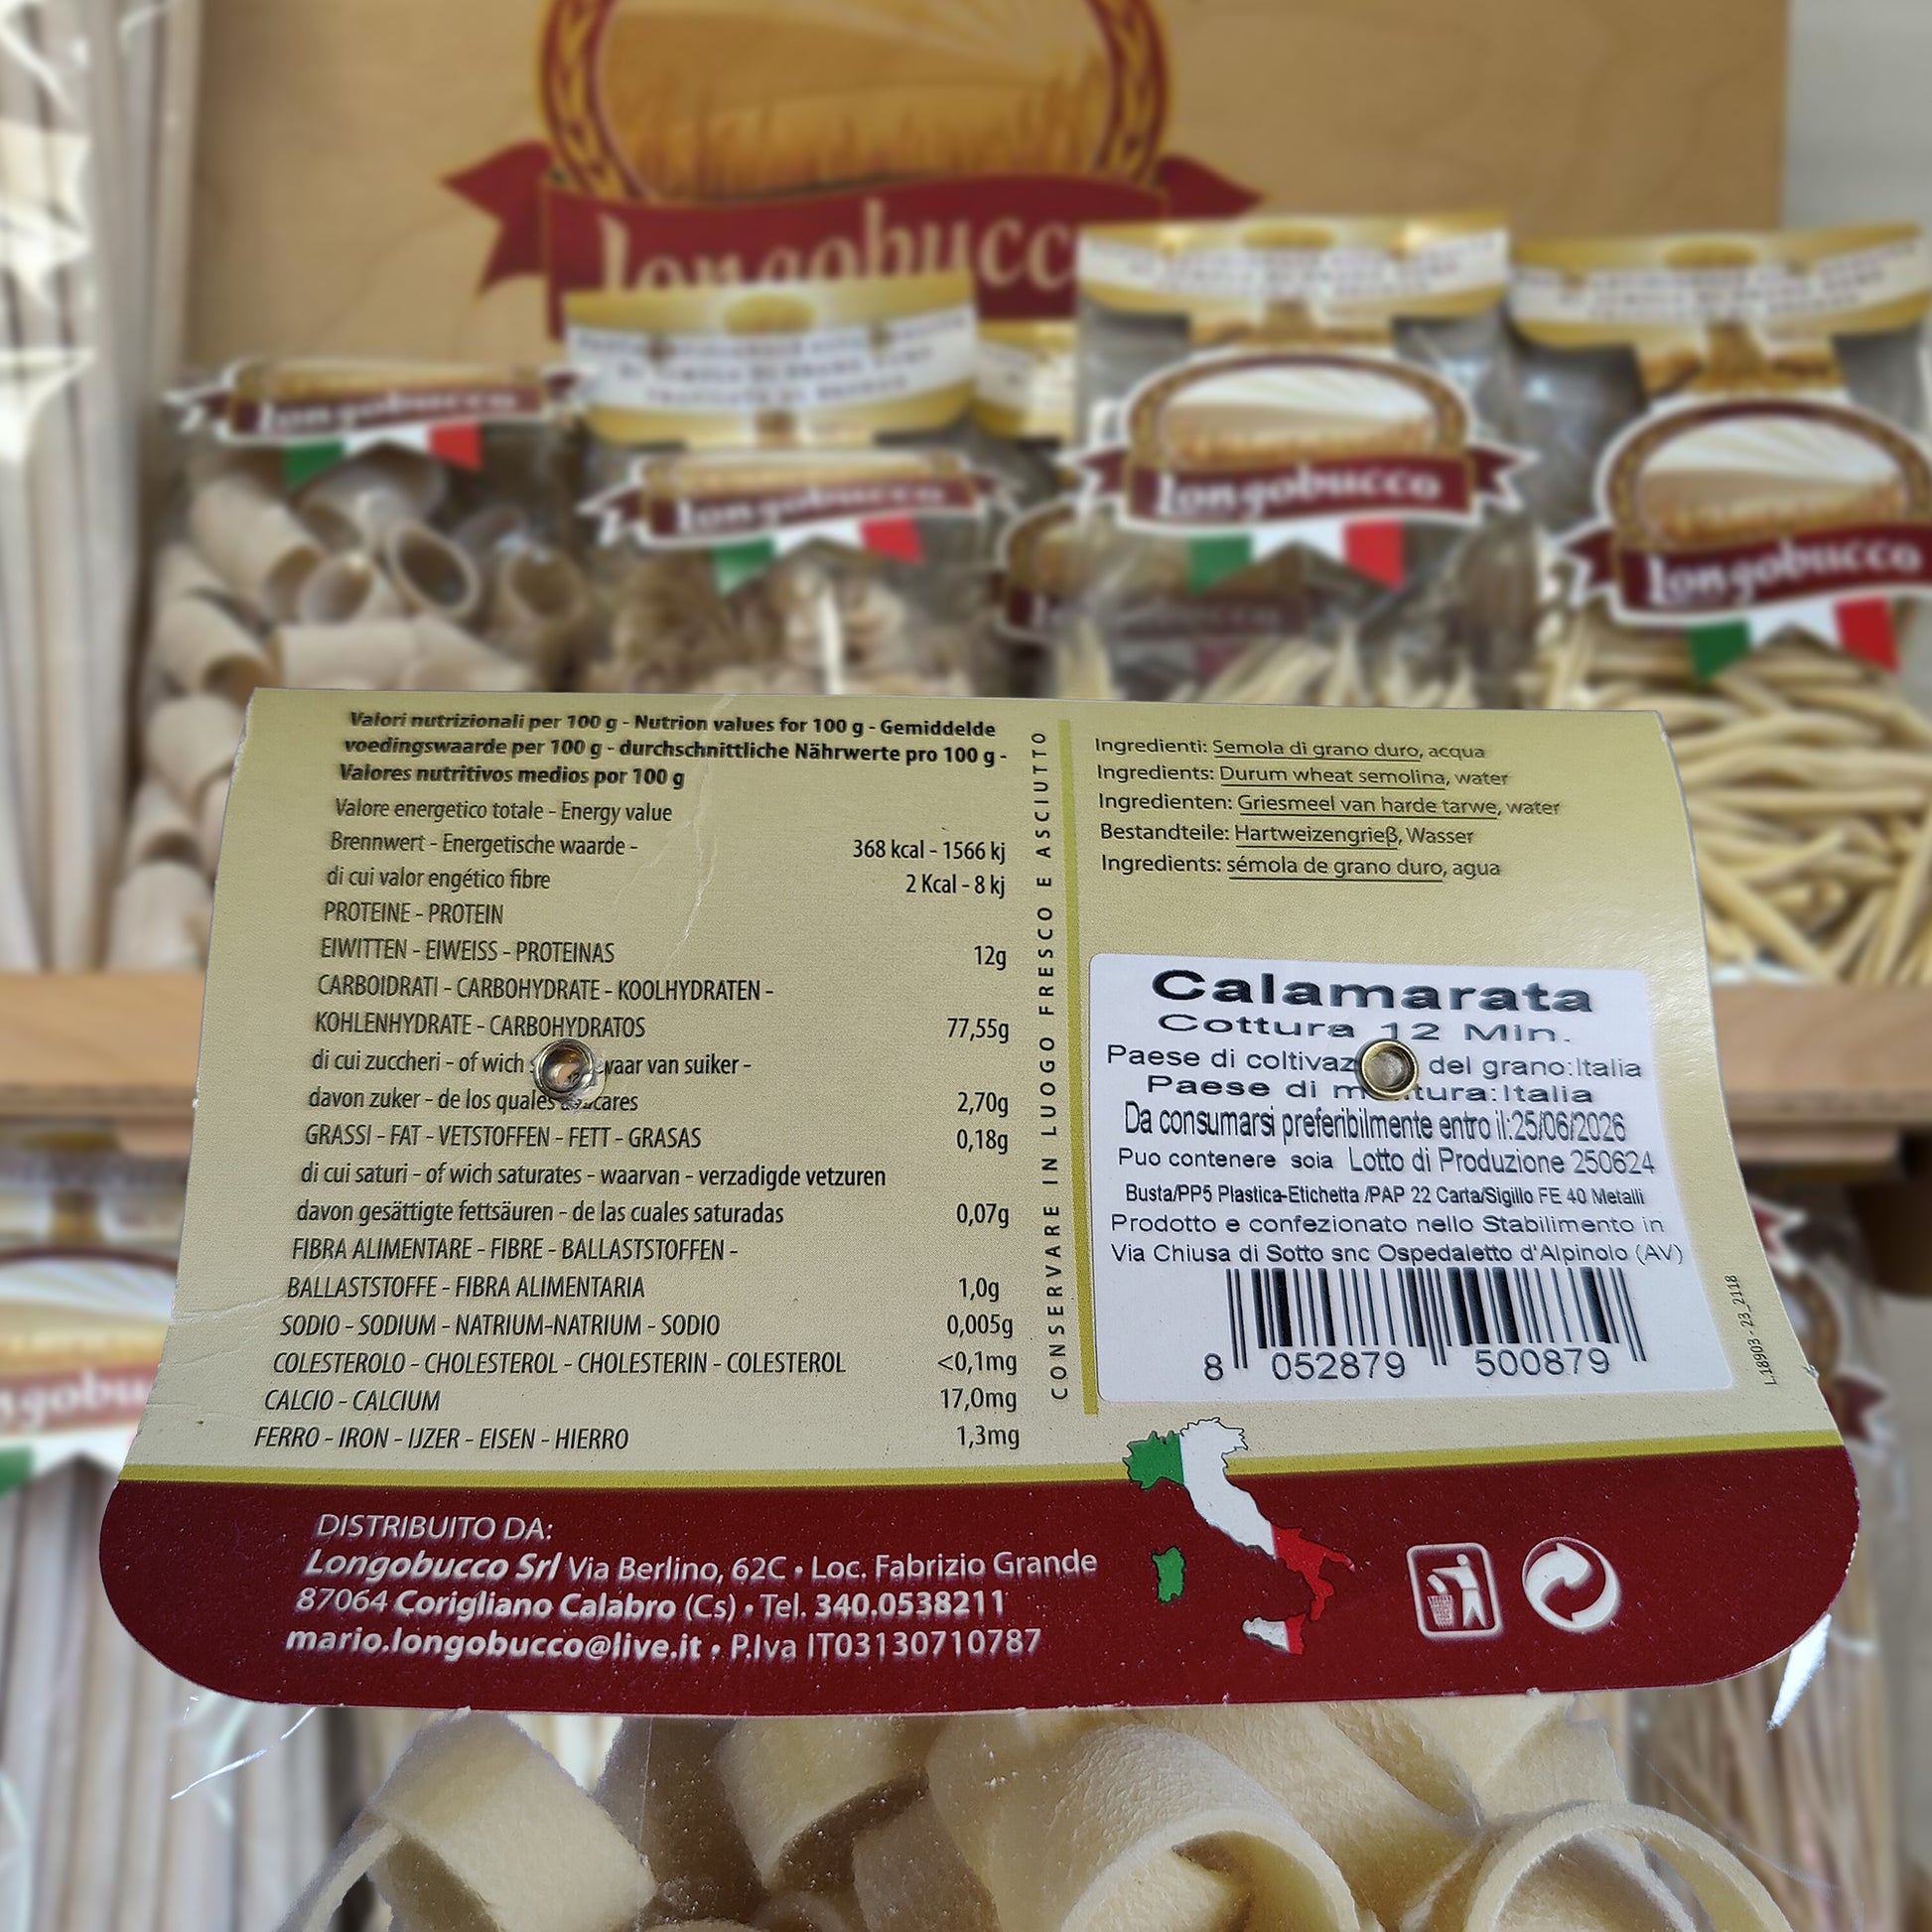 Longobucco
Longobucco
Longobucco
Longobucco
Longobucco
Valori nutrizionali per 100 g - Nutrion values for 100 g - Gemiddelde
voedingswaarde per 100 g - durchschnittliche Nährwerte pro 100 g -
Valores nutritivos medios por 100 g
Valore energetico totale - Energy value
Brennwert - Energetische waarde - 368 kcal - 1566 kj
di cui valor engético fibre 2 Kcal - 8 kj
PROTEINE - PROTEIN
EIWITTEN - EIWEISS - PROTEINAS 12g
CARBOIDRATI - CARBOHYDRATE - KOOLHYDRATEN -
KOHLENHYDRATE - CARBOHYDRATOS 77,55g
di cui zuccheri - of wich van suiker -
davon zuker - de los quales 2,70g
GRASSI - FAT - VETSTOFFEN - FETT - GRASAS 0,18g
di cui saturi - of wich saturates - waarvan - verzadigde vetzuren
davon gesättigte fettsäuren - de las cuales saturadas 0,07g
FIBRA ALIMENTARE - FIBRE - BALLASTSTOFFEN -
BALLASTSTOFFE - FIBRA ALIMENTARIA 1,0g
SODIO - SODIUM - NATRIUM-NATRIUM - SODIO 0,005g
COLESTEROLO - CHOLESTEROL - CHOLESTERIN - COLESTEROL <0,1mg
CALCIO - CALCIUM 17,0mg
FERRO - IRON - IJZER - EISEN - HIERRO 1,3mg
CONSERVARE IN LUOGO FRESCO E ASCIUTTO
Ingredienti: Semola di grano duro, acqua
Ingredients: Durum wheat semolina, water
Ingredienten: Griesmeel van harde tarwe, water
Bestandteile: Hartweizengrieβ, Wasser
Ingredients: sémola de grano duro, agua
Calamarata
Cottura 12 Min.
Paese di del grano:Italia
Paese di Italia
Da consumarsi preferibilmente entro il:25/06/2026
Puo contenere soia Lotto di Produzione 250624
Busta/PP5 Plastica-Etichetta /PAP 22 Carta/Sigillo FE 40 Metalli
Prodotto e confezionato nello Stabilimento in
Via Chiusa di Sotto snc Ospedaletto d'Alpinolo (AV)
8 052879 500879
L.18903 - 23_2118
DISTRIBUITO DA:
Longobucco Srl Via Berlino, 62C • Loc. Fabrizio Grande
87064 Corigliano Calabro (Cs) • Tel. 340.0538211
mario.longobucco@live.it • P.Iva IT03130710787